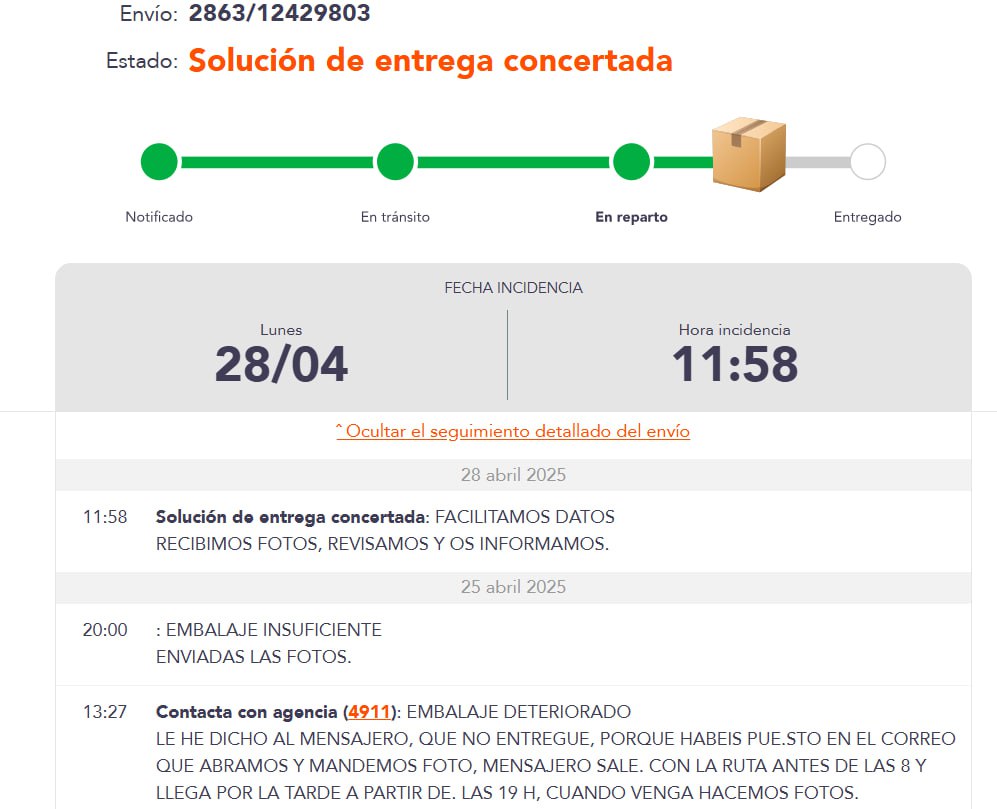 Envío: 2863/12429803
Estado: Solución de entrega concertada
Notificado En tránsito En reparto Entregado
FECHA INCIDENCIA
Lunes Hora incidencia
28/04 11:58
ˆ Ocultar el seguimiento detallado del envío
28 abril 2025
11:58 Solución de entrega concertada: FACILITAMOS DATOS
RECIBIMOS FOTOS, REVISAMOS Y OS INFORMAMOS.
25 abril 2025
20:00 : EMBALAJE INSUFICIENTE
ENVIADAS LAS FOTOS.
13:27 Contacta con agencia (4911): EMBALAJE DETERIORADO
LE HE DICHO AL MENSAJERO, QUE NO ENTREGUE, PORQUE HABEIS PUE.STO EN EL CORREO
QUE ABRAMOS Y MANDEMOS FOTO, MENSAJERO SALE. CON LA RUTA ANTES DE LAS 8 Y
LLEGA POR LA TARDE A PARTIR DE. LAS 19 H, CUANDO VENGA HACEMOS FOTOS.